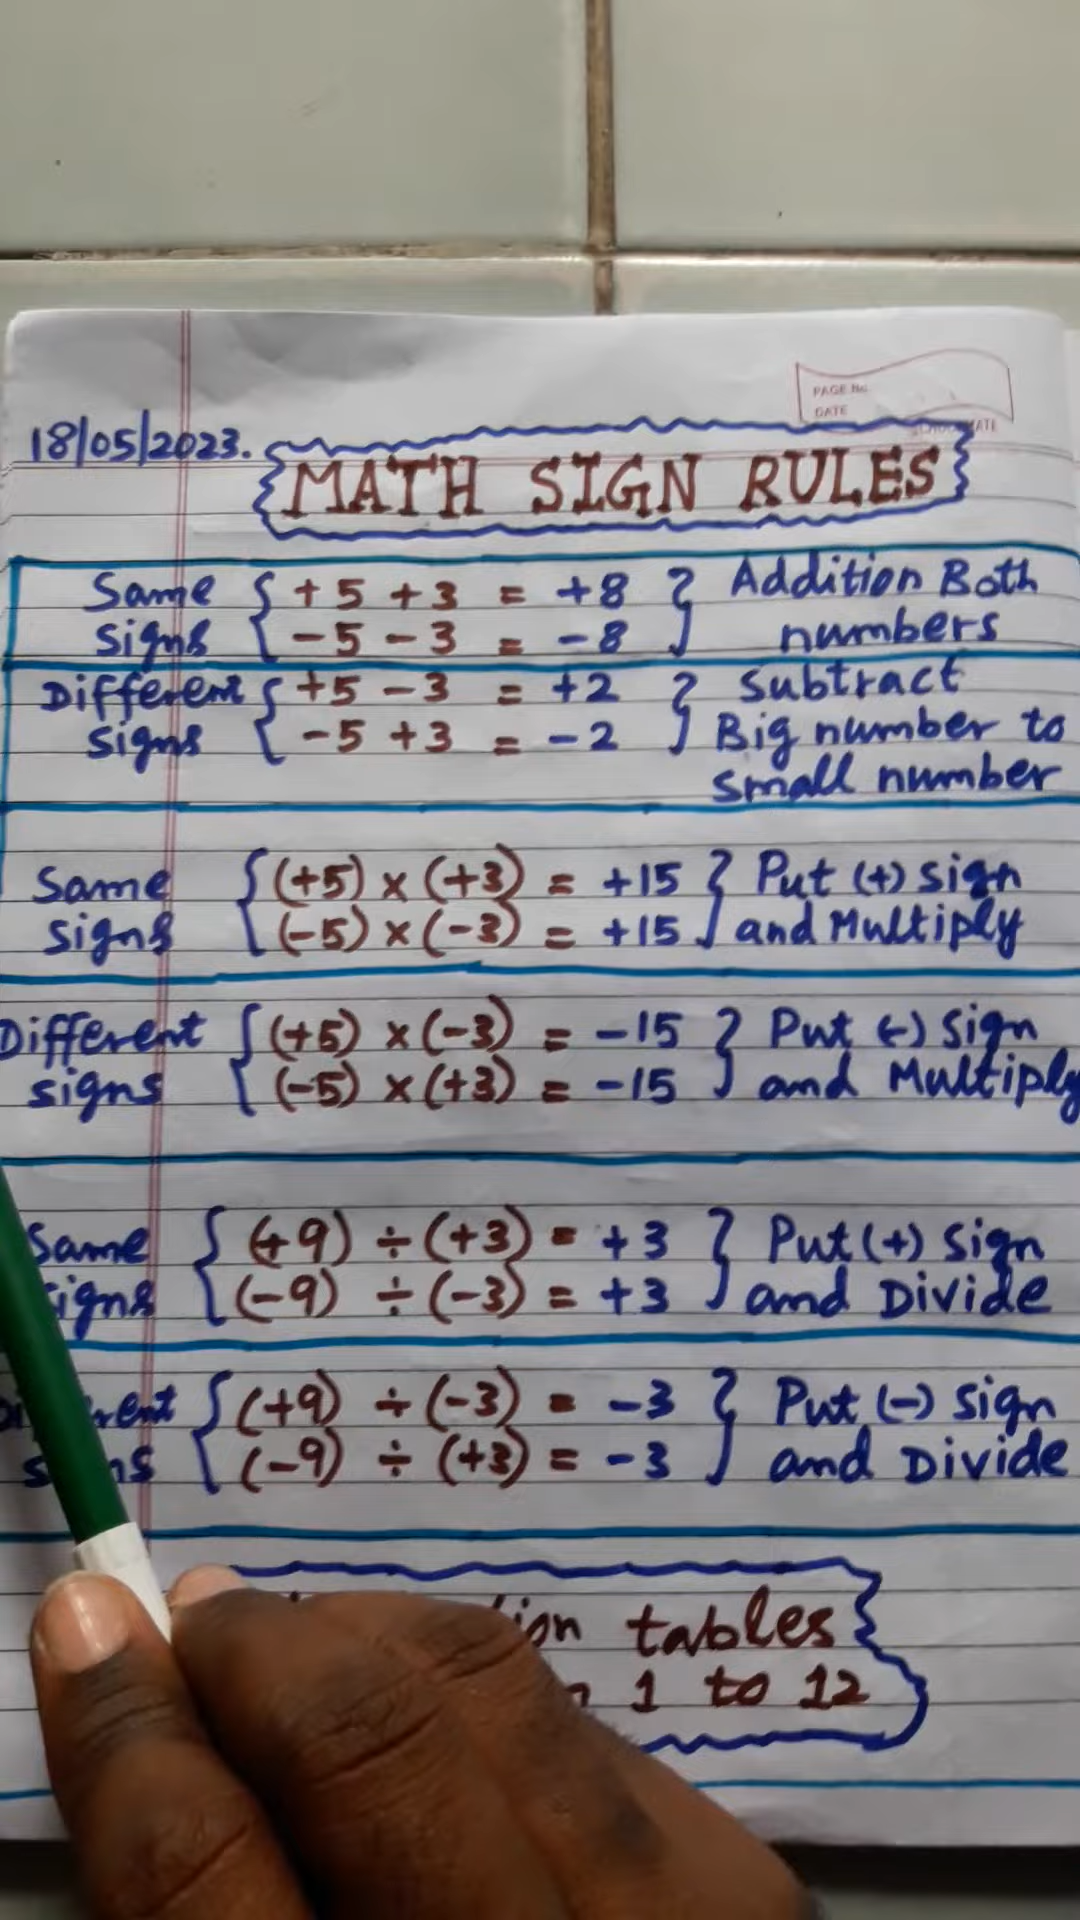 PAGE No.
DATE
18/05/2023.
MATH SIGN RULES
Same signs { +5 +3 = +8 } Addition Both numbers
-5 -3 = -8
Different signs { +5 -3 = +2 } Subtract Big number to small number
-5 +3 = -2
Same signs { (+5) × (+3) = +15 } Put (+) sign and Multiply
(-5) × (-3) = +15
Different signs { (+5) × (-3) = -15 } Put (-) sign and Multiply
(-5) × (+3) = -15
Same signs { (+9) ÷ (+3) = +3 } Put (+) sign and Divide
(-9) ÷ (-3) = +3
{ (+9) ÷ (-3) = -3 } Put (-) sign and Divide
(-9) ÷ (+3) = -3
tables
1 to 12